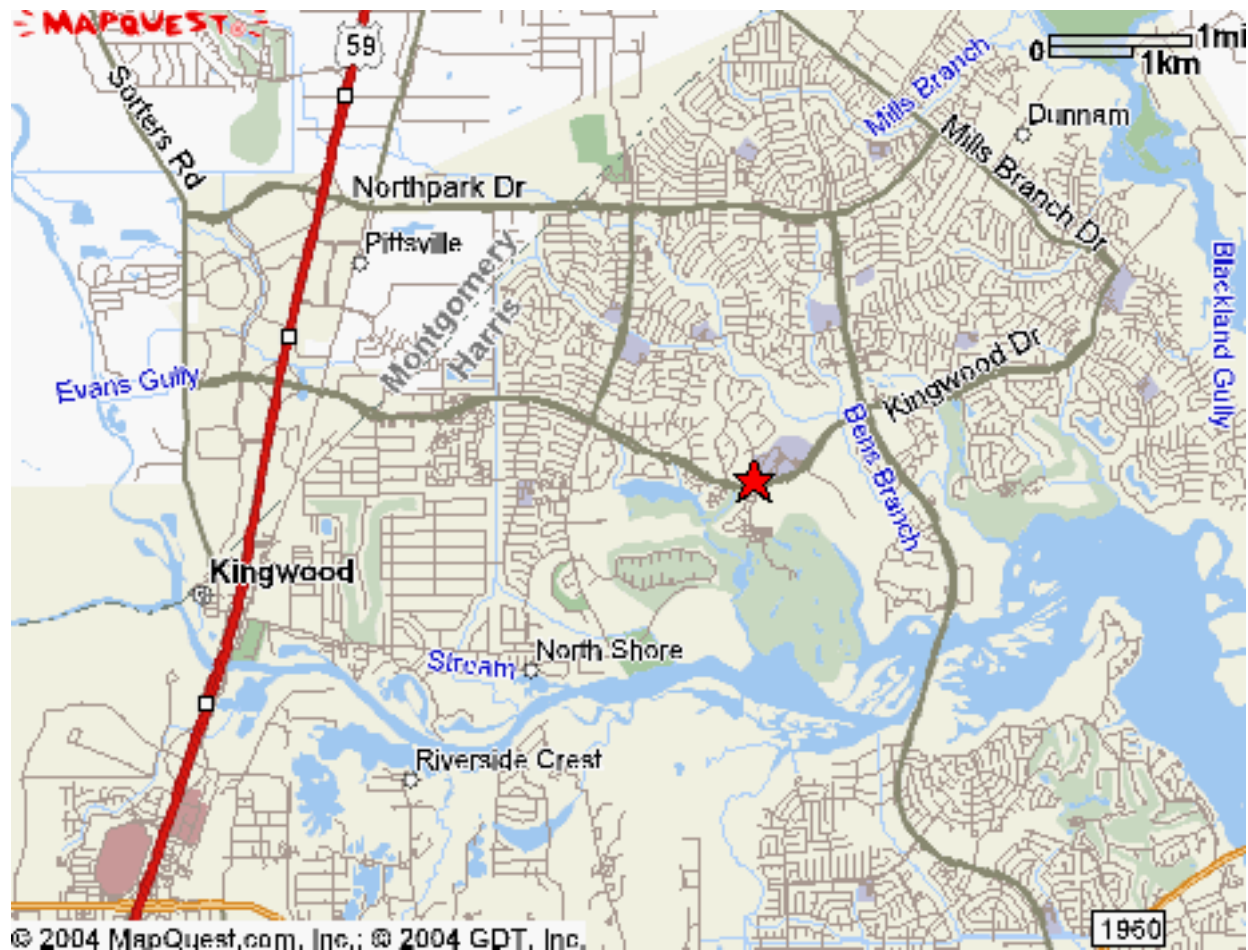 MAPQUEST
59
0
1mi
1km
Sorters Rd
Mills Branch
Dunnam
Mills Branch Dr
Northpark Dr
Pittsville
Montgomery
Harris
Blackland Gully
Evans Gully
Kingwood Dr
Bens Branch
Kingwood
North Shore
Stream
Riverside Crest
1960
© 2004 MapQuest.com, Inc.; © 2004 GDT, Inc.